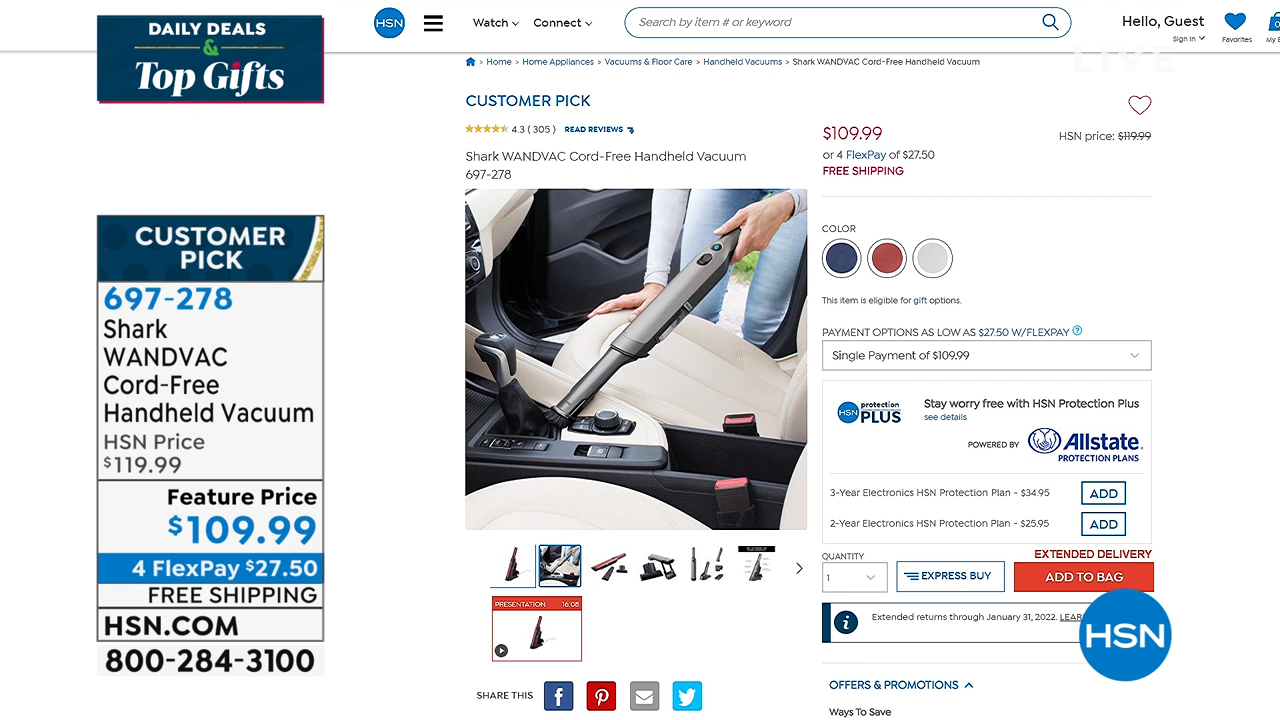 DAILY DEALS
&
Top Gifts
CUSTOMER
PICK
697-278
Shark
WANDVAC
Cord-Free
Handheld Vacuum
HSN Price
$119.99
Feature Price
$109.99
4 FlexPay $27.50
FREE SHIPPING
HSN.COM
800-284-3100
HSN
Watch
Connect
Search by item # or keyword
Hello, Guest
Sign In
Favorites
0
LIVE
Home > Home Appliances > Vacuums & Floor Care > Handheld Vacuums > Shark WANDVAC Cord-Free Handheld Vacuum
CUSTOMER PICK
4.3 ( 305 ) READ REVIEWS
Shark WANDVAC Cord-Free Handheld Vacuum
697-278
PRESENTATION 16:08
SHARE THIS
$109.99
HSN price: $119.99
or 4 FlexPay of $27.50
FREE SHIPPING
COLOR
This item is eligible for gift options.
PAYMENT OPTIONS AS LOW AS $27.50 W/FLEXPAY ?
Single Payment of $109.99
HSN protection PLUS
Stay worry free with HSN Protection Plus
see details
POWERED BY Allstate.
PROTECTION PLANS
3-Year Electronics HSN Protection Plan - $34.95 ADD
2-Year Electronics HSN Protection Plan - $25.95 ADD
QUANTITY
EXTENDED DELIVERY
1
EXPRESS BUY
ADD TO BAG
i Extended returns through January 31, 2022. LEAR
HSN
OFFERS & PROMOTIONS
Ways To Save